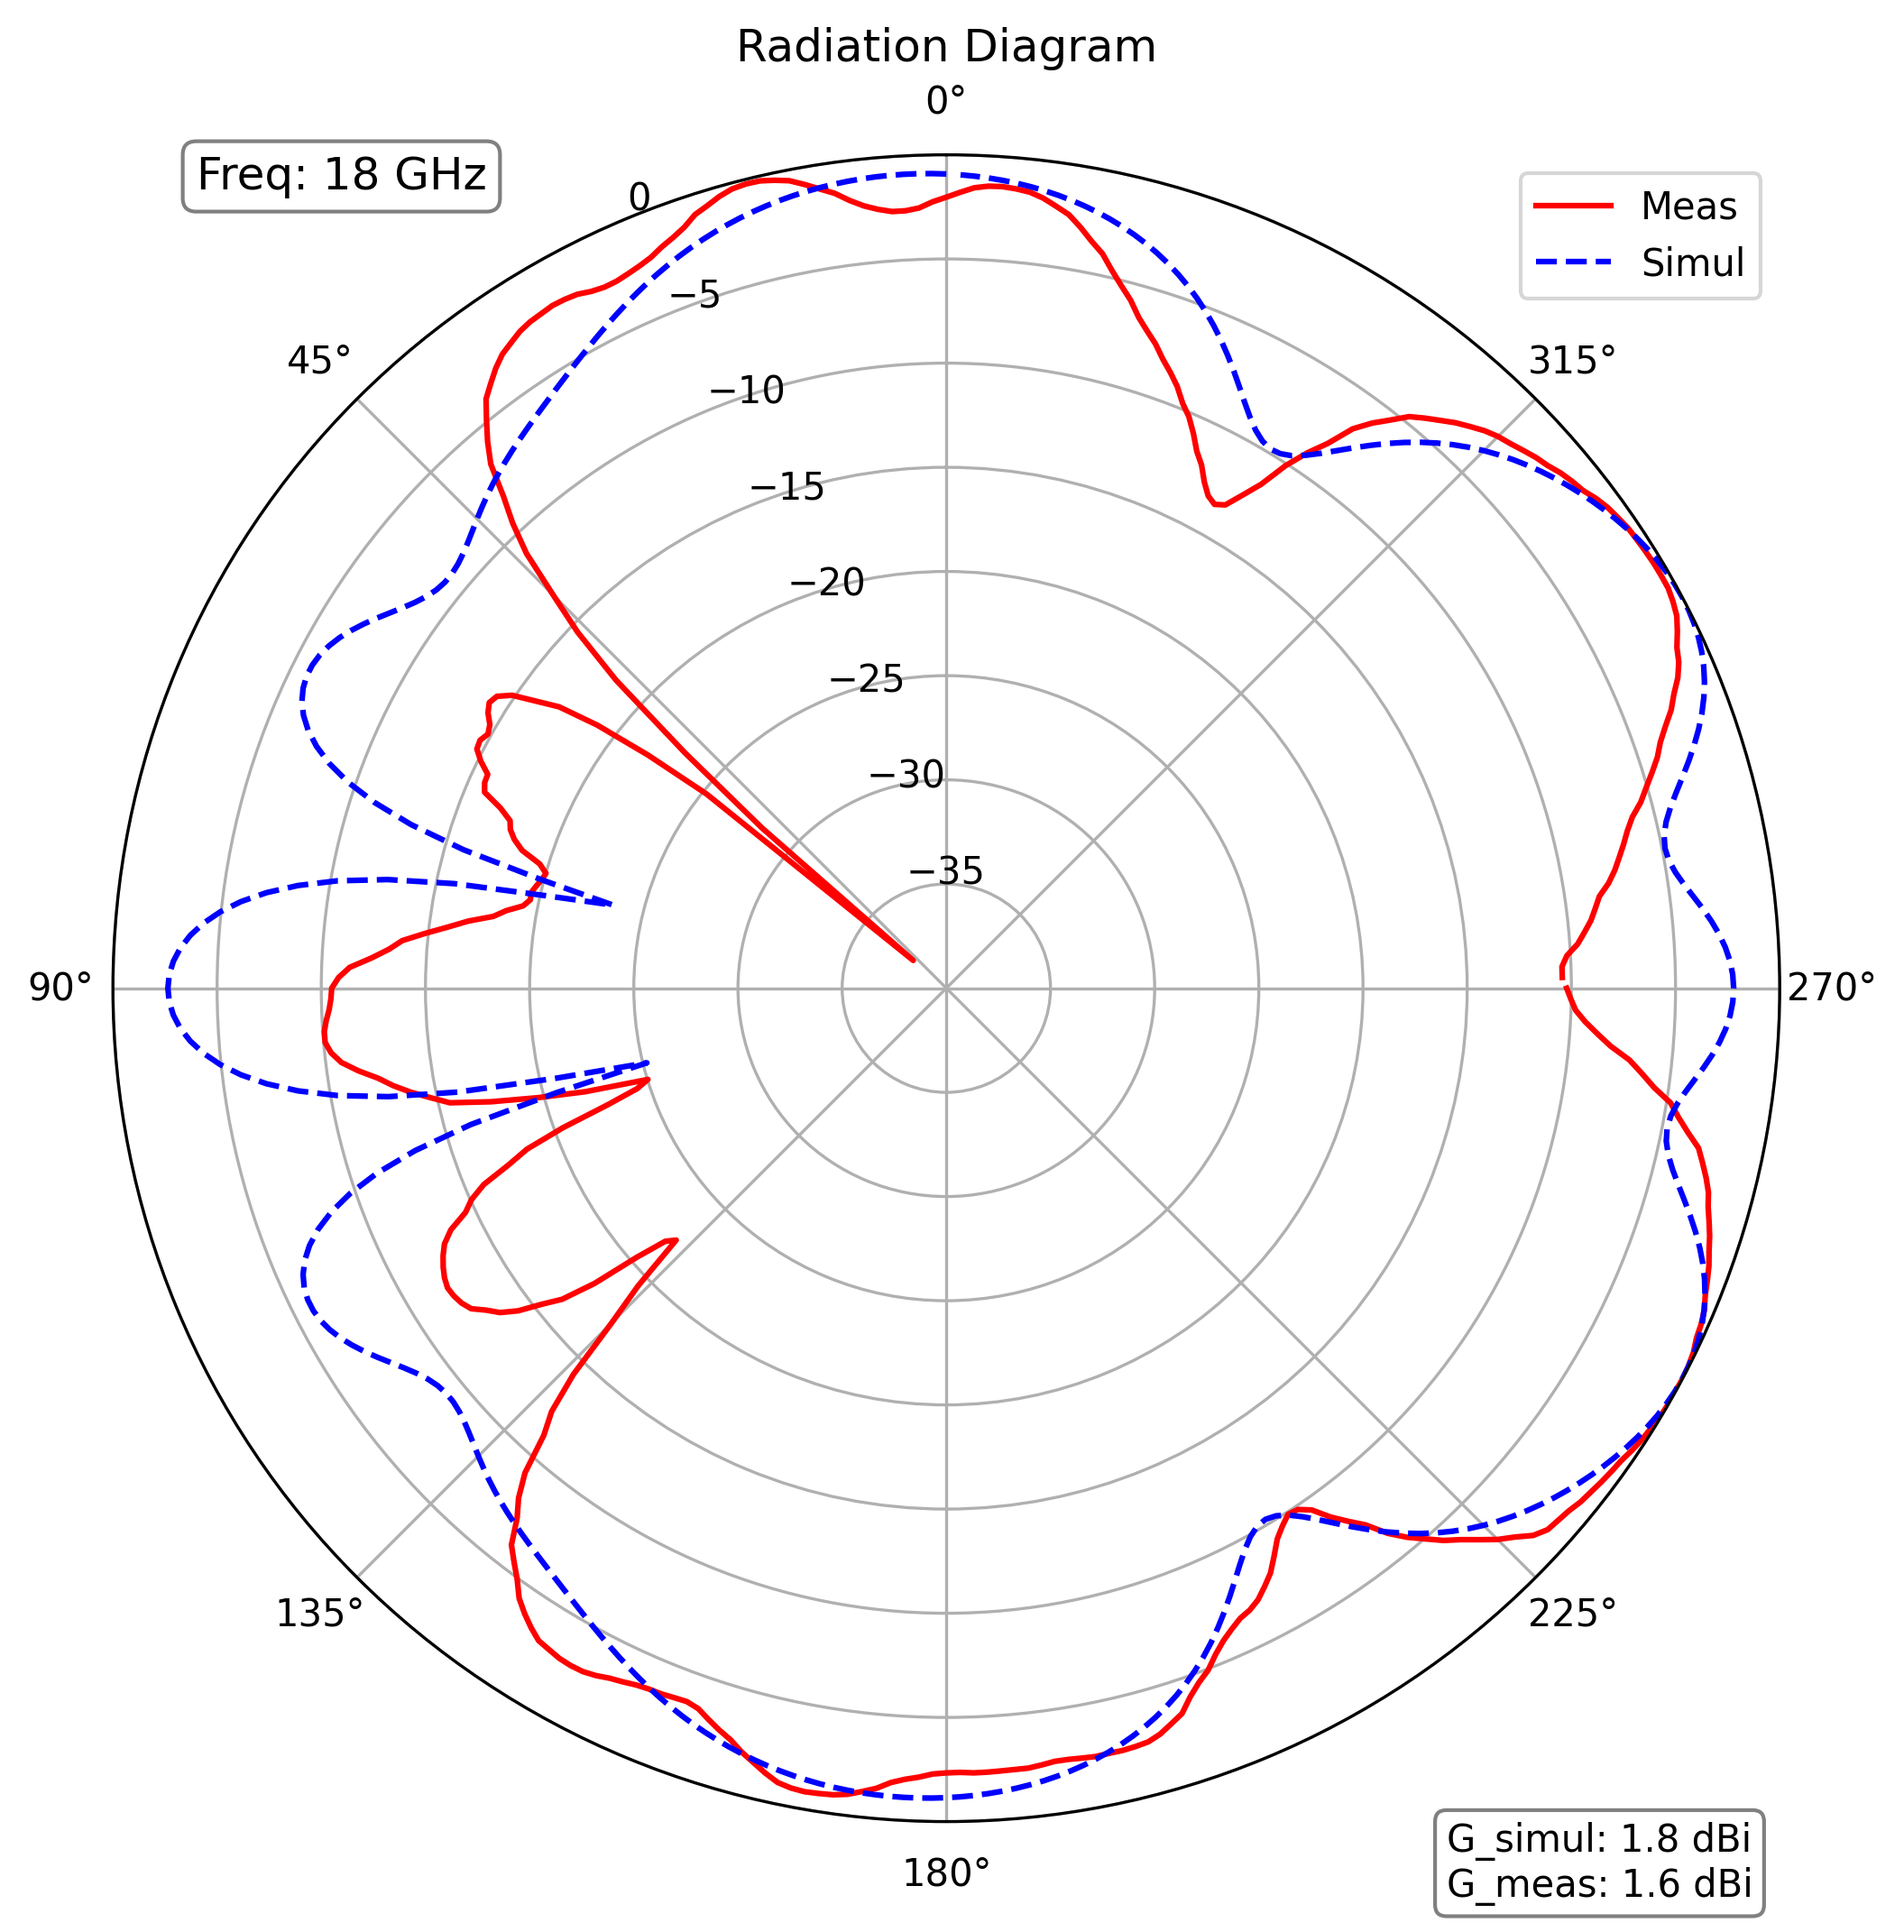 Radiation Diagram
0°
Freq: 18 GHz
Meas
Simul
0
−5
−10
−15
−20
−25
−30
−35
45°
315°
90°
270°
135°
225°
180°
G_simul: 1.8 dBi
G_meas: 1.6 dBi